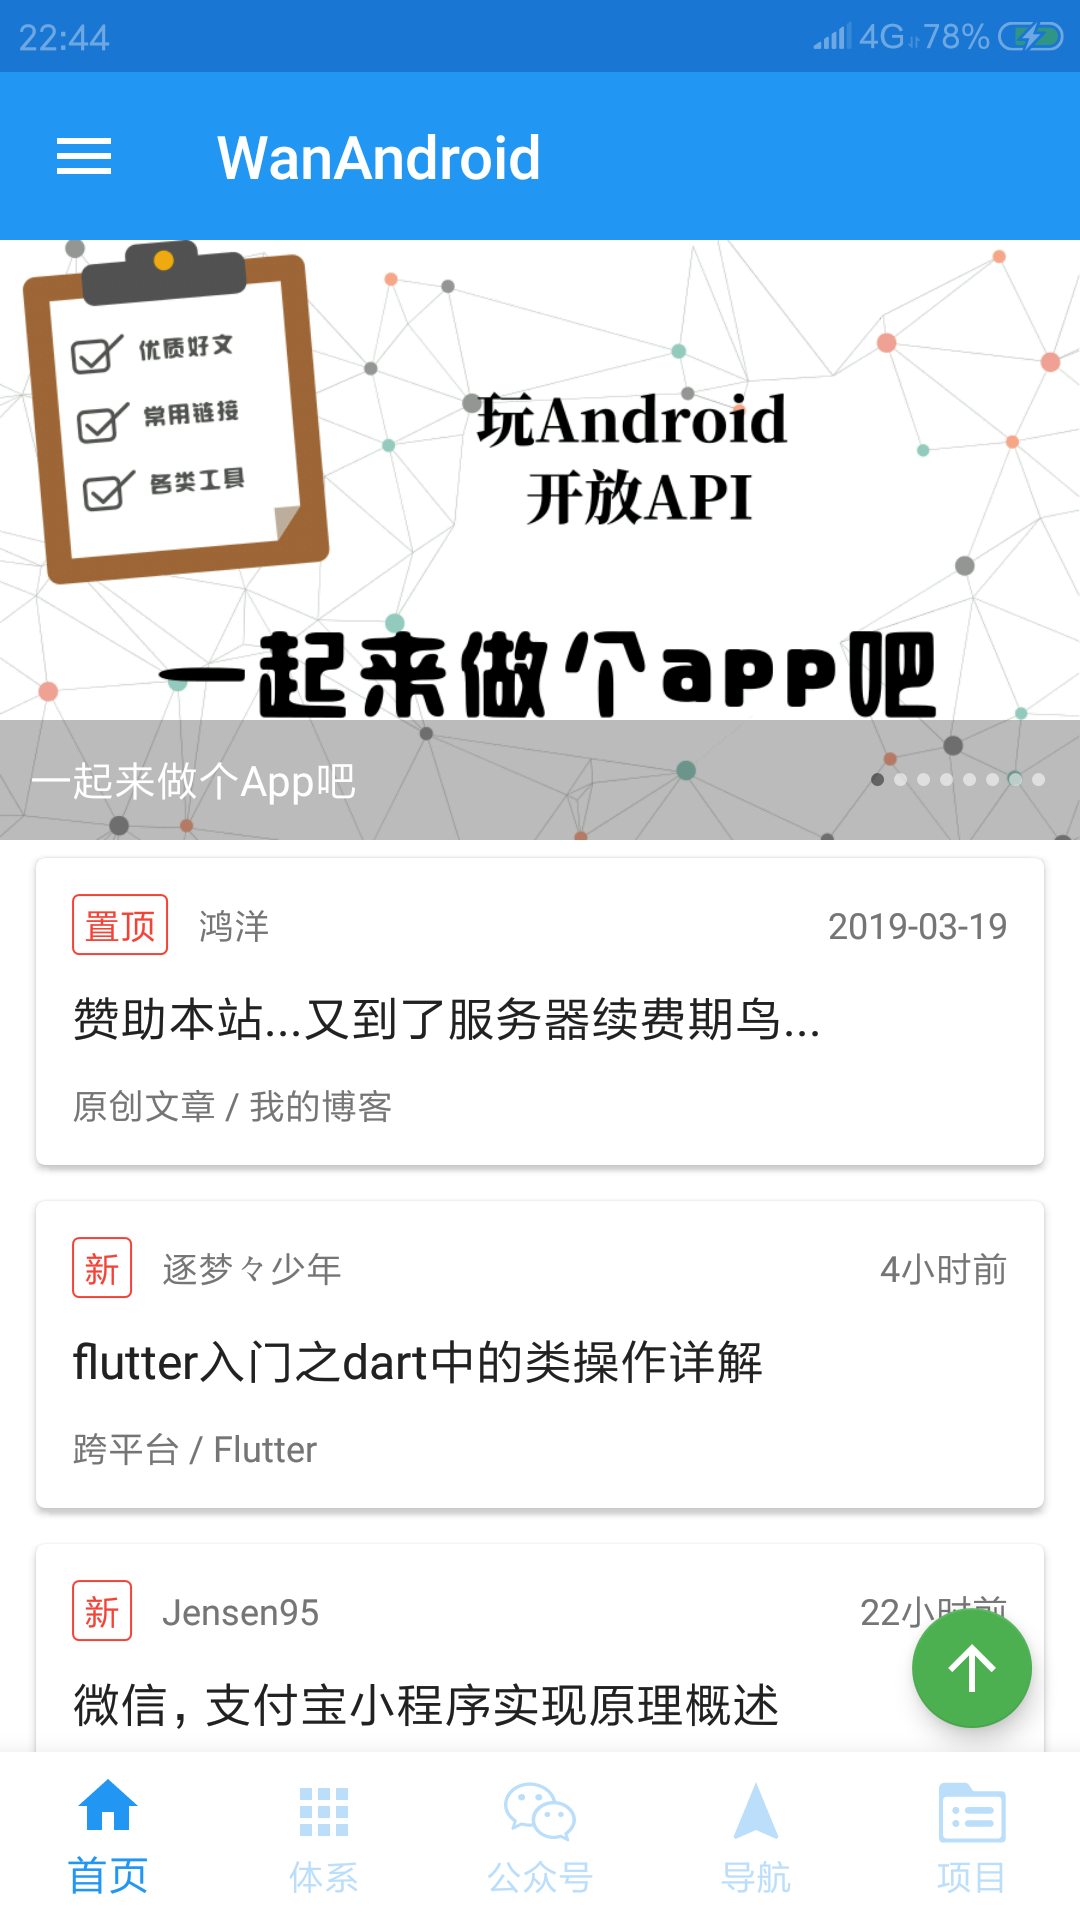 22:44
4G 78%
WanAndroid
优质好文
常用链接
各类工具
玩Android
开放API
一起来做个app吧
一起来做个App吧
置顶 鸿洋 2019-03-19
赞助本站...又到了服务器续费期鸟...
原创文章 / 我的博客
新 逐梦々少年 4小时前
flutter入门之dart中的类操作详解
跨平台 / Flutter
新 Jensen95 22小时前
微信，支付宝小程序实现原理概述
首页 体系 公众号 导航 项目